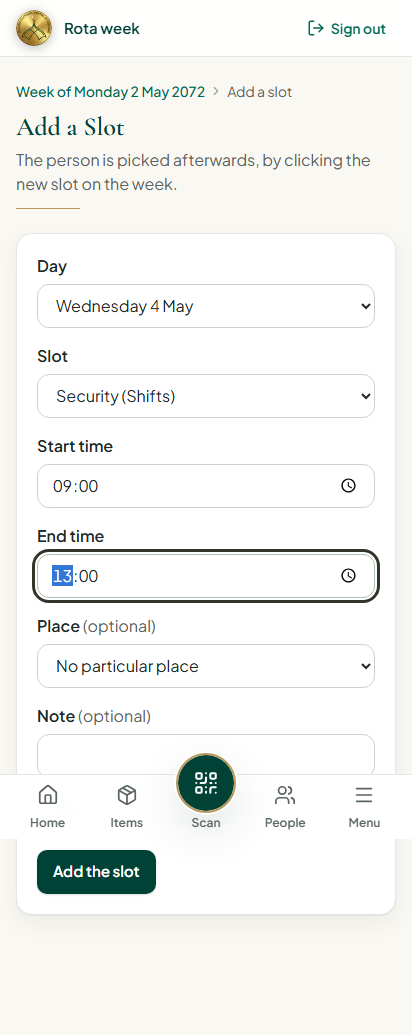 Rota week
Sign out
Week of Monday 2 May 2072 > Add a slot
Add a Slot
The person is picked afterwards, by clicking the
new slot on the week.
Day
Wednesday 4 May
Slot
Security (Shifts)
Start time
09:00
End time
13:00
Place (optional)
No particular place
Note (optional)
Home
Items
Scan
People
Menu
Add the slot